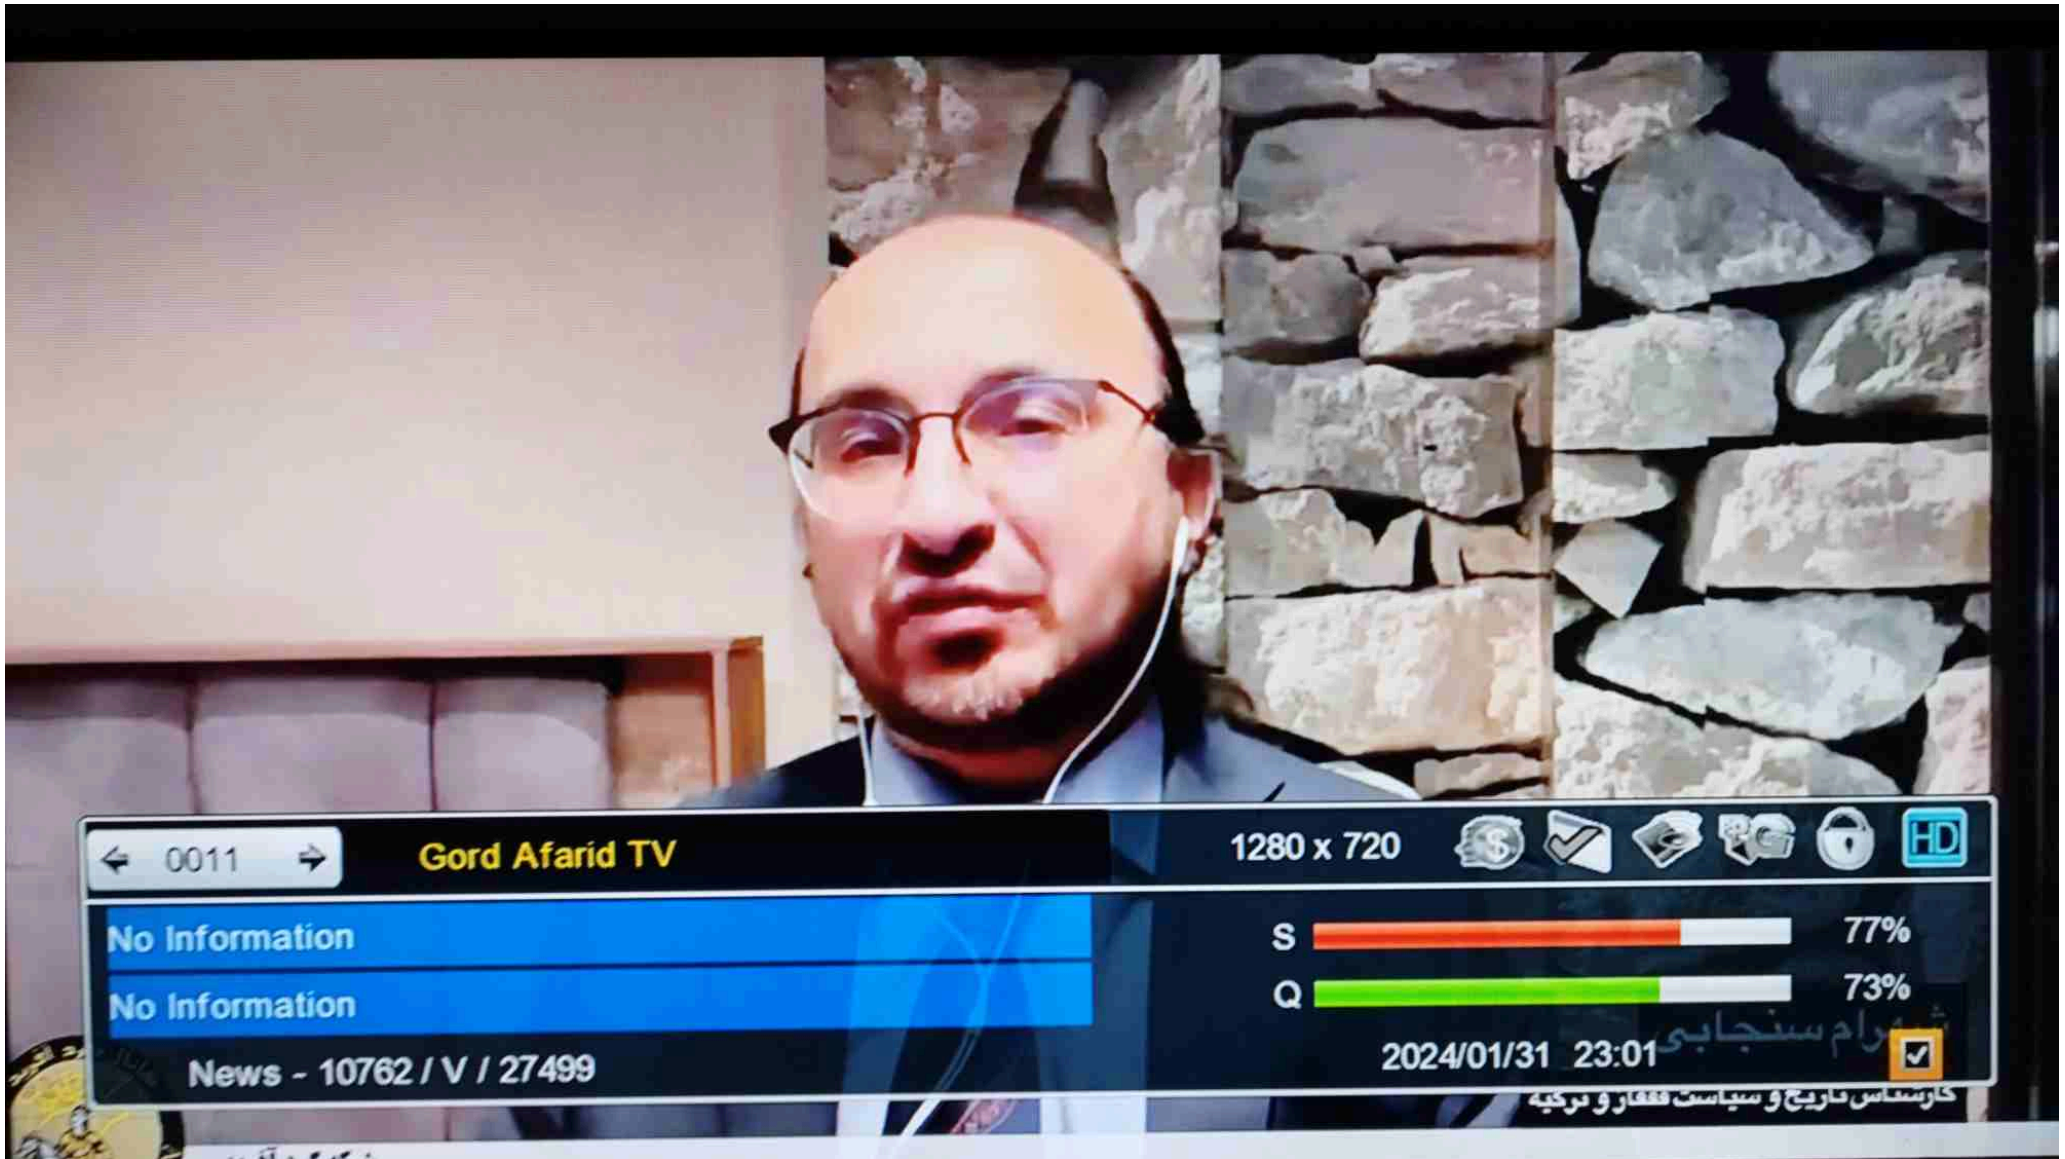 0011
Gord Afarid TV
1280 x 720
HD
No Information
S
77%
No Information
Q
73%
شهرام سنجابی
News - 10762 / V / 27499
2024/01/31 23:01
کارشناس تاریخ و سیاست قفقاز و ترکیه